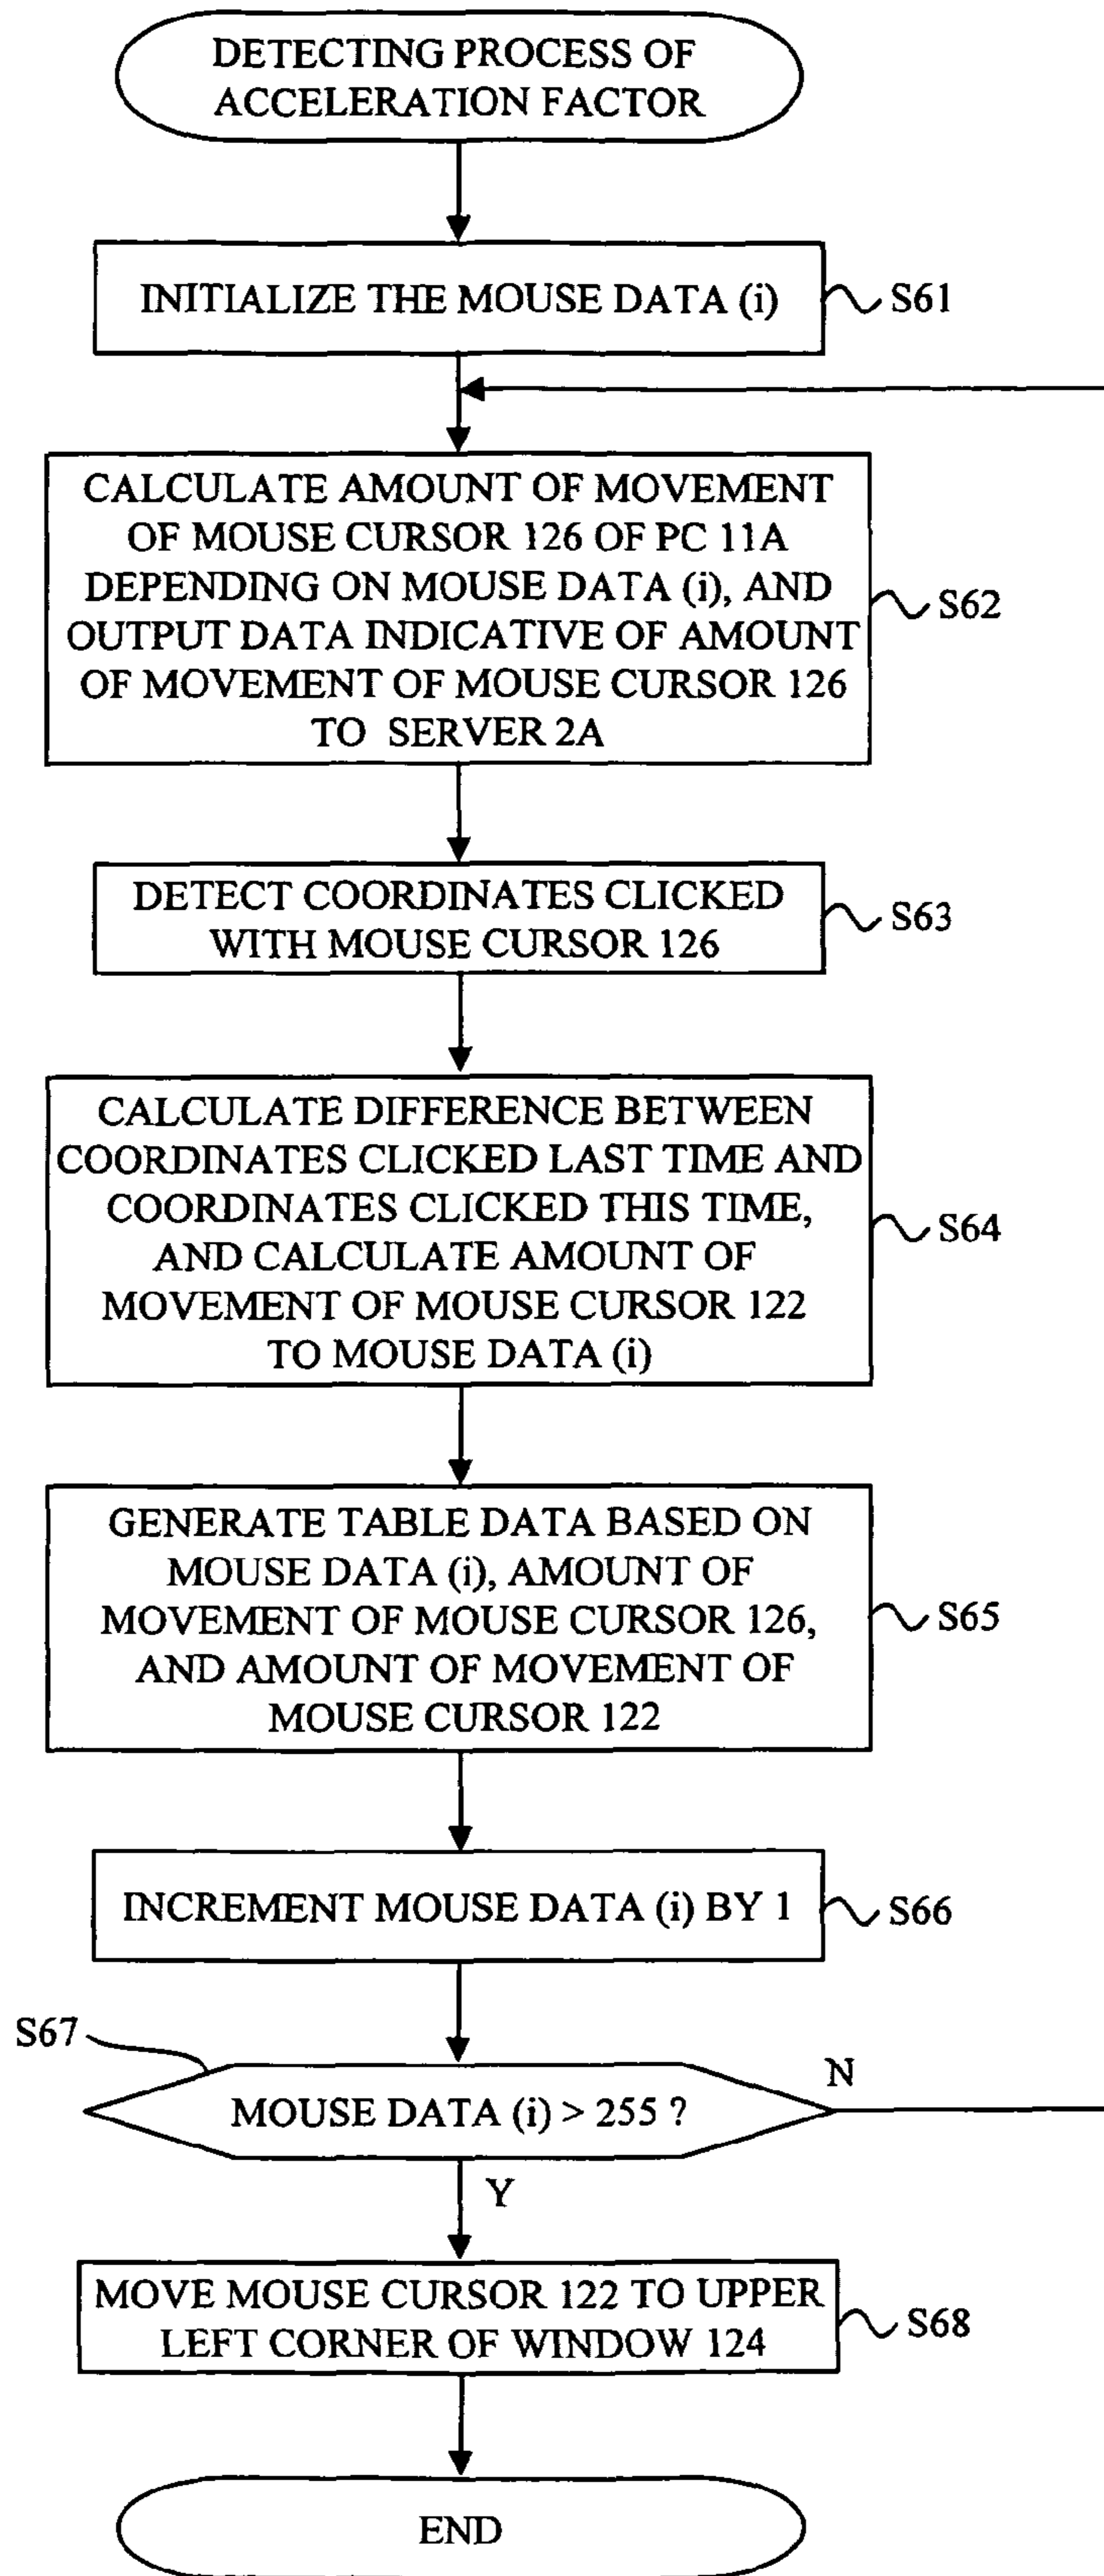 DETECTING PROCESS OF
ACCELERATION FACTOR
INITIALIZE THE MOUSE DATA (i)
S61
CALCULATE AMOUNT OF MOVEMENT
OF MOUSE CURSOR 126 OF PC 11A
DEPENDING ON MOUSE DATA (i), AND
OUTPUT DATA INDICATIVE OF AMOUNT
OF MOVEMENT OF MOUSE CURSOR 126
TO SERVER 2A
S62
DETECT COORDINATES CLICKED
WITH MOUSE CURSOR 126
S63
CALCULATE DIFFERENCE BETWEEN
COORDINATES CLICKED LAST TIME AND
COORDINATES CLICKED THIS TIME,
AND CALCULATE AMOUNT OF
MOVEMENT OF MOUSE CURSOR 122
TO MOUSE DATA (i)
S64
GENERATE TABLE DATA BASED ON
MOUSE DATA (i), AMOUNT OF
MOVEMENT OF MOUSE CURSOR 126,
AND AMOUNT OF MOVEMENT OF
MOUSE CURSOR 122
S65
INCREMENT MOUSE DATA (i) BY 1
S66
S67
MOUSE DATA (i) > 255 ?
N
Y
MOVE MOUSE CURSOR 122 TO UPPER
LEFT CORNER OF WINDOW 124
S68
END